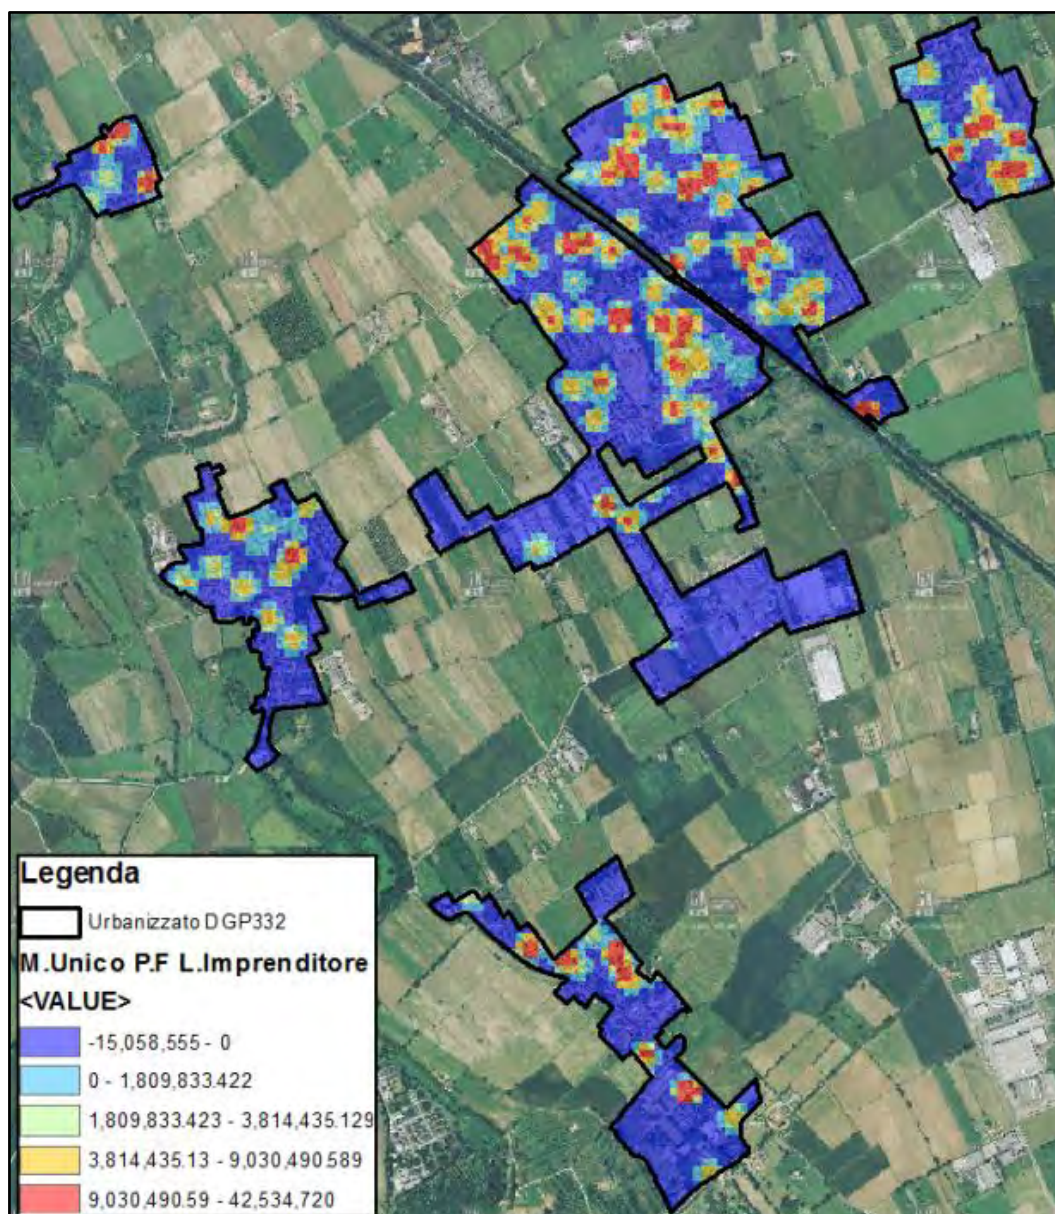 Legenda
Urbanizzato DGP332
M.Unico P.F L.Imprenditore
<VALUE>
-15,058,555 - 0
0 - 1,809,833.422
1,809,833.423 - 3,814,435.129
3,814,435.13 - 9,030,490.589
9,030,490.59 - 42,534,720